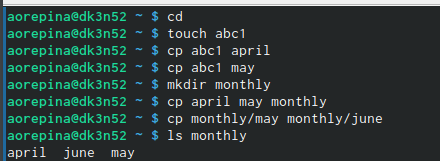 aorepina@dk3n52 ~ $ cd
aorepina@dk3n52 ~ $ touch abc1
aorepina@dk3n52 ~ $ cp abc1 april
aorepina@dk3n52 ~ $ cp abc1 may
aorepina@dk3n52 ~ $ mkdir monthly
aorepina@dk3n52 ~ $ cp april may monthly
aorepina@dk3n52 ~ $ cp monthly/may monthly/june
aorepina@dk3n52 ~ $ ls monthly
april  june  may